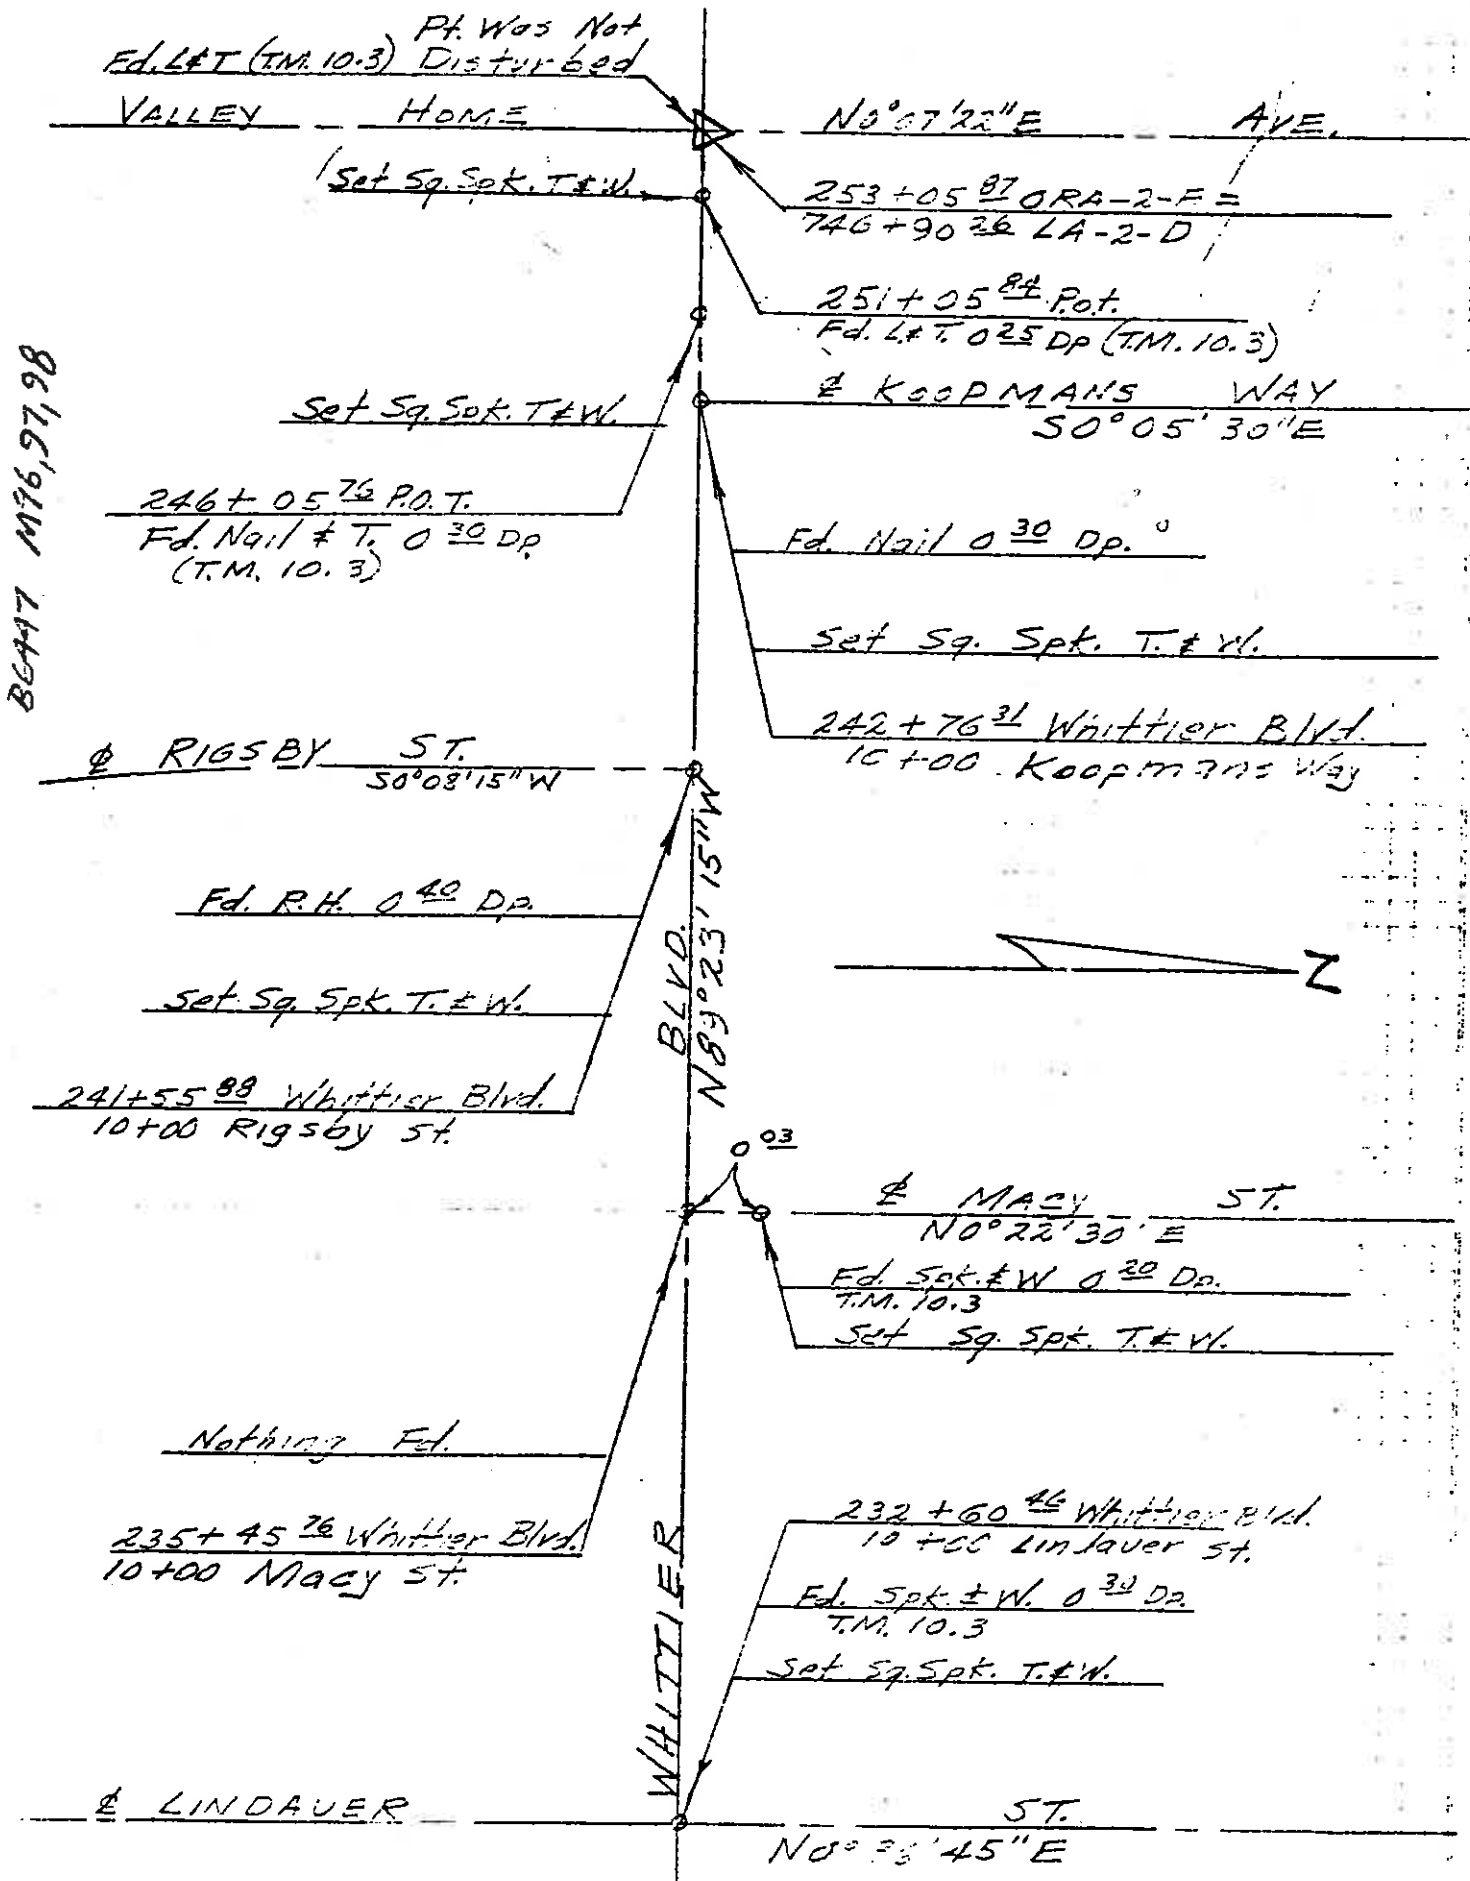 Pt. Was Not
Fd. L&T (T.M. 10.3) Disturbed
VALLEY HOME N0°07'22"E AVE.
Set Sq. Spk. T&W.
253+05 87 ORA-2-F =
746+90 26 LA-2-D
251+05 84 P.o.t.
Fd. L&T. 0 25 Dp (T.M. 10.3)
℄ KOOPMANS WAY
S0°05'30"E
Set Sq. Spk. T&W.
246+05 76 P.O.T.
Fd. Nail & T. 0 30 Dp
(T.M. 10.3)
Fd. Nail 0 30 Dp.
Set Sq. Spk. T. & W.
242+76 31 Whittier Blvd.
10+00 Koopmans Way
℄ RIGSBY ST.
S0°08'15"W
Fd. R.H. 0 40 Dp.
Set Sq. Spk. T. & W.
241+55 88 Whittier Blvd.
10+00 Rigsby St.
WHITTIER BLVD.
N89°23'15"W
Z
0 03
℄ MACY ST.
N0°22'30"E
Fd. Spk. & W 0 20 Dp.
T.M. 10.3
Set Sq. Spk. T. & W.
Nothing Fd.
235+45 76 Whittier Blvd.
10+00 Macy St.
232+60 46 Whittier Blvd.
10+00 Lindauer St.
Fd. Spk. & W. 0 30 Dp.
T.M. 10.3
Set Sq. Spk. T. & W.
℄ LINDAUER ST.
45"E